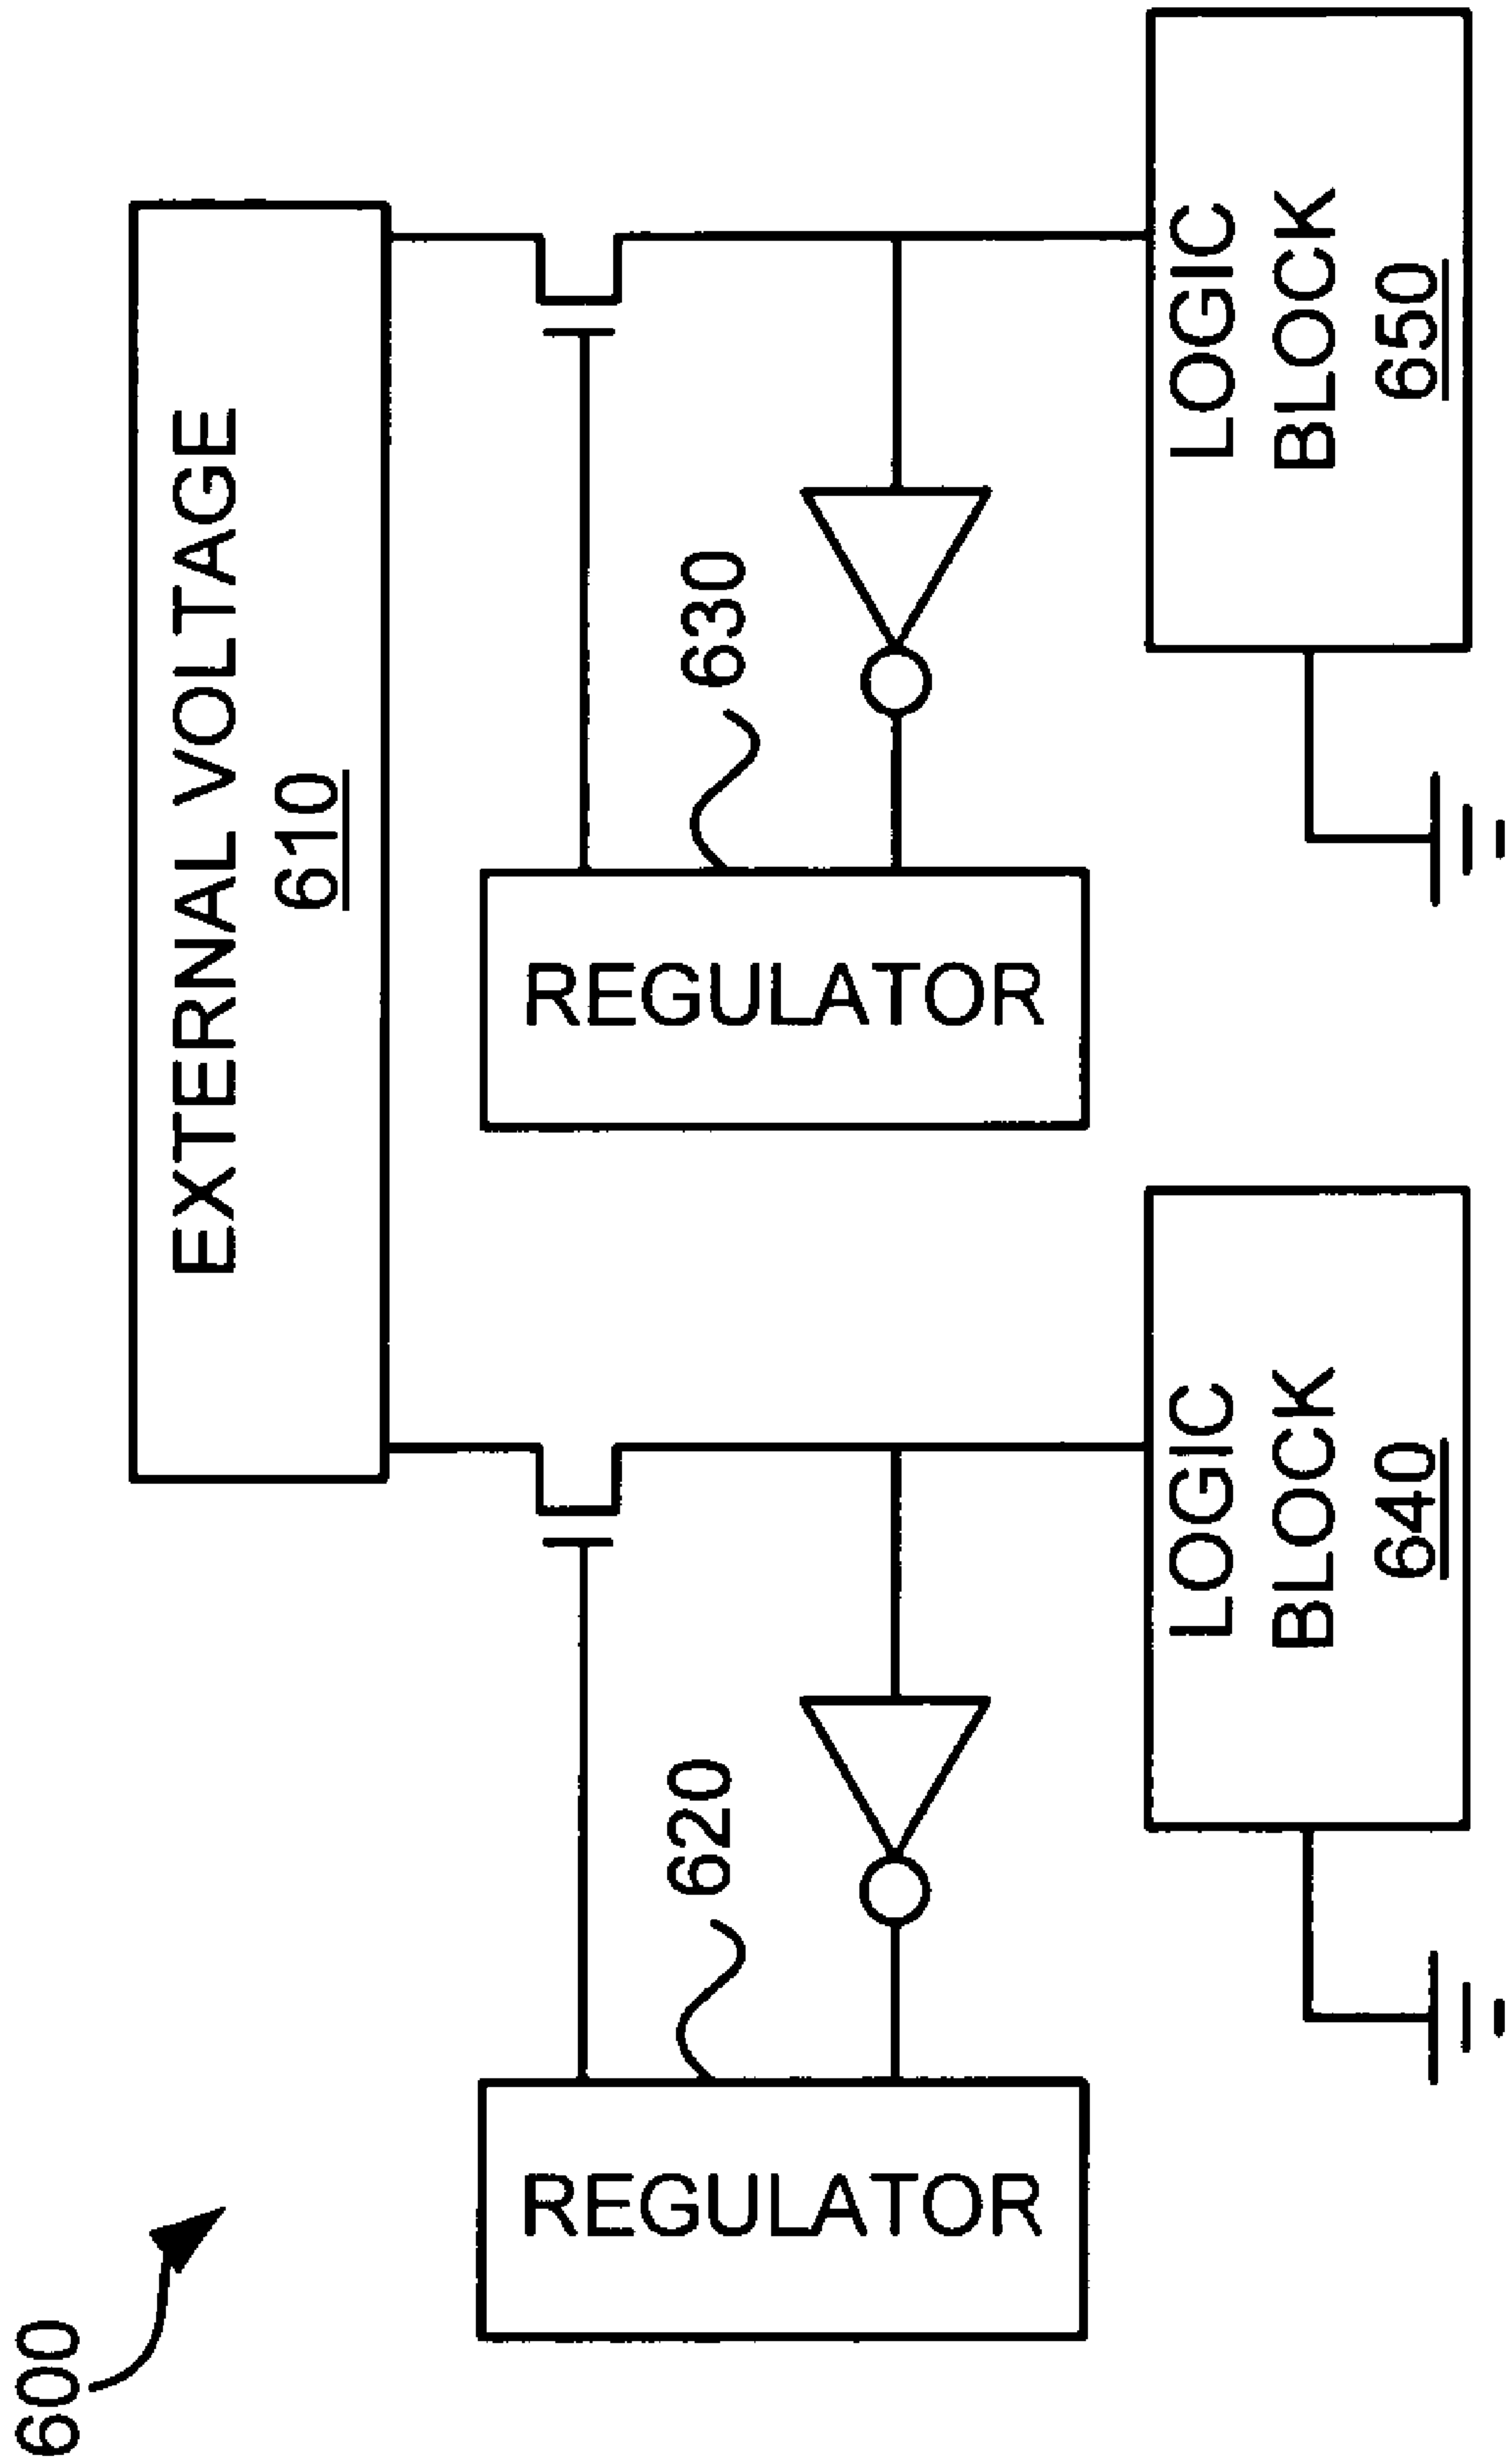 600
EXTERNAL VOLTAGE
610
620
630
REGULATOR
REGULATOR
LOGIC
BLOCK
640
LOGIC
BLOCK
650